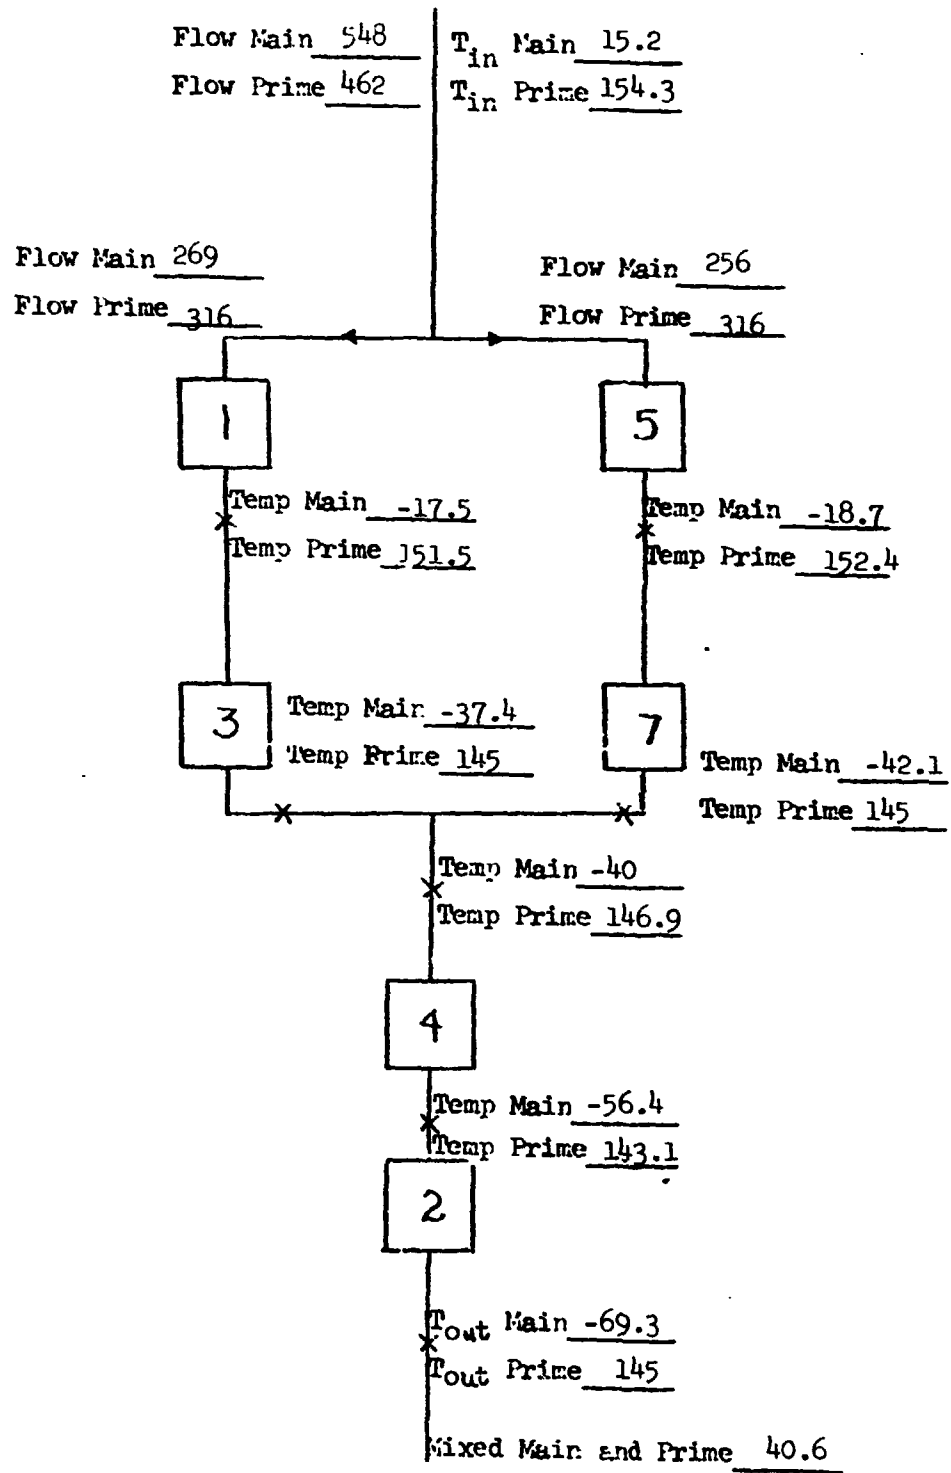 Flow Main 548
Flow Prime 462
Tin Main 15.2
Tin Prime 154.3
Flow Main 269
Flow Prime 316
Flow Main 256
Flow Prime 316
1
5
Temp Main -17.5
Temp Prime 151.5
Temp Main -18.7
Temp Prime 152.4
3
7
Temp Main -37.4
Temp Prime 145
Temp Main -42.1
Temp Prime 145
Temp Main -40
Temp Prime 146.9
4
Temp Main -56.4
Temp Prime 143.1
2
Tout Main -69.3
Tout Prime 145
Mixed Main and Prime 40.6